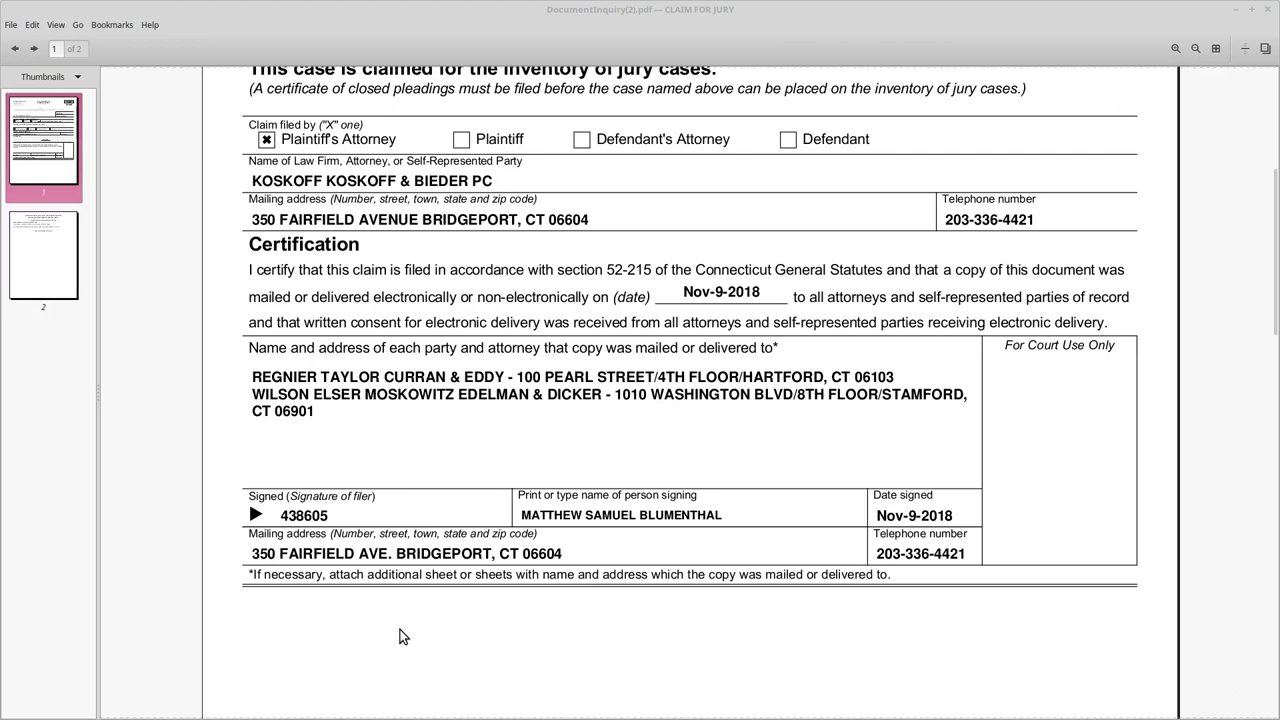 DocumentInquiry(2).pdf — CLAIM FOR JURY
File Edit View Go Bookmarks Help
1 of 2
Thumbnails
1
2
This case is claimed for the inventory of jury cases.
(A certificate of closed pleadings must be filed before the case named above can be placed on the inventory of jury cases.)
Claim filed by ("X" one)
Plaintiff's Attorney Plaintiff Defendant's Attorney Defendant
Name of Law Firm, Attorney, or Self-Represented Party
KOSKOFF KOSKOFF & BIEDER PC
Mailing address (Number, street, town, state and zip code) Telephone number
350 FAIRFIELD AVENUE BRIDGEPORT, CT 06604 203-336-4421
Certification
I certify that this claim is filed in accordance with section 52-215 of the Connecticut General Statutes and that a copy of this document was
mailed or delivered electronically or non-electronically on (date) Nov-9-2018 to all attorneys and self-represented parties of record
and that written consent for electronic delivery was received from all attorneys and self-represented parties receiving electronic delivery.
Name and address of each party and attorney that copy was mailed or delivered to* For Court Use Only
REGNIER TAYLOR CURRAN & EDDY - 100 PEARL STREET/4TH FLOOR/HARTFORD, CT 06103
WILSON ELSER MOSKOWITZ EDELMAN & DICKER - 1010 WASHINGTON BLVD/8TH FLOOR/STAMFORD,
CT 06901
Signed (Signature of filer) Print or type name of person signing Date signed
438605 MATTHEW SAMUEL BLUMENTHAL Nov-9-2018
Mailing address (Number, street, town, state and zip code) Telephone number
350 FAIRFIELD AVE. BRIDGEPORT, CT 06604 203-336-4421
*If necessary, attach additional sheet or sheets with name and address which the copy was mailed or delivered to.